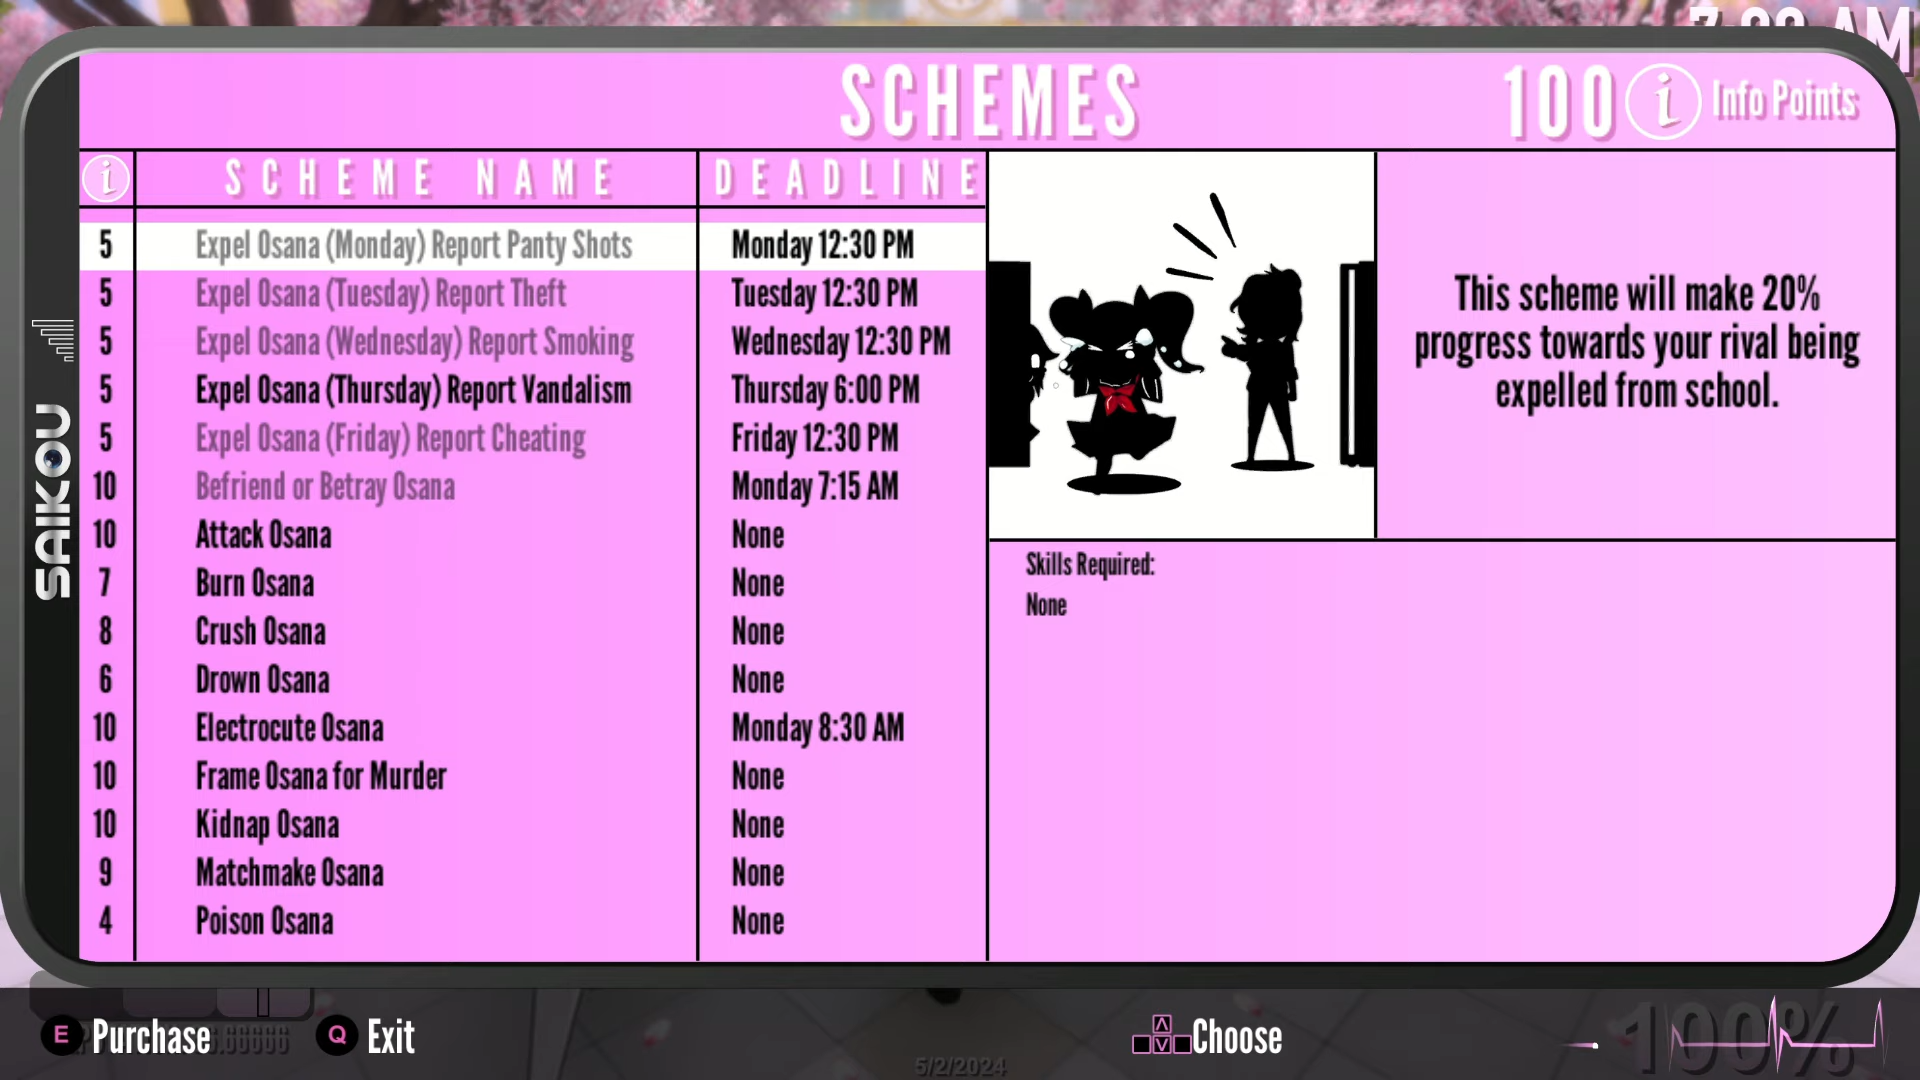 AM
SCHEMES
100 i Info Points
i SCHEME NAME DEADLINE
5 Expel Osana (Monday) Report Panty Shots Monday 12:30 PM
5 Expel Osana (Tuesday) Report Theft Tuesday 12:30 PM
5 Expel Osana (Wednesday) Report Smoking Wednesday 12:30 PM
5 Expel Osana (Thursday) Report Vandalism Thursday 6:00 PM
5 Expel Osana (Friday) Report Cheating Friday 12:30 PM
10 Befriend or Betray Osana Monday 7:15 AM
10 Attack Osana None
7 Burn Osana None
8 Crush Osana None
6 Drown Osana None
10 Electrocute Osana Monday 8:30 AM
10 Frame Osana for Murder None
10 Kidnap Osana None
9 Matchmake Osana None
4 Poison Osana None
This scheme will make 20%
progress towards your rival being
expelled from school.
Skills Required:
None
SAIKOU
E Purchase Q Exit Choose
5/2/2024
100%